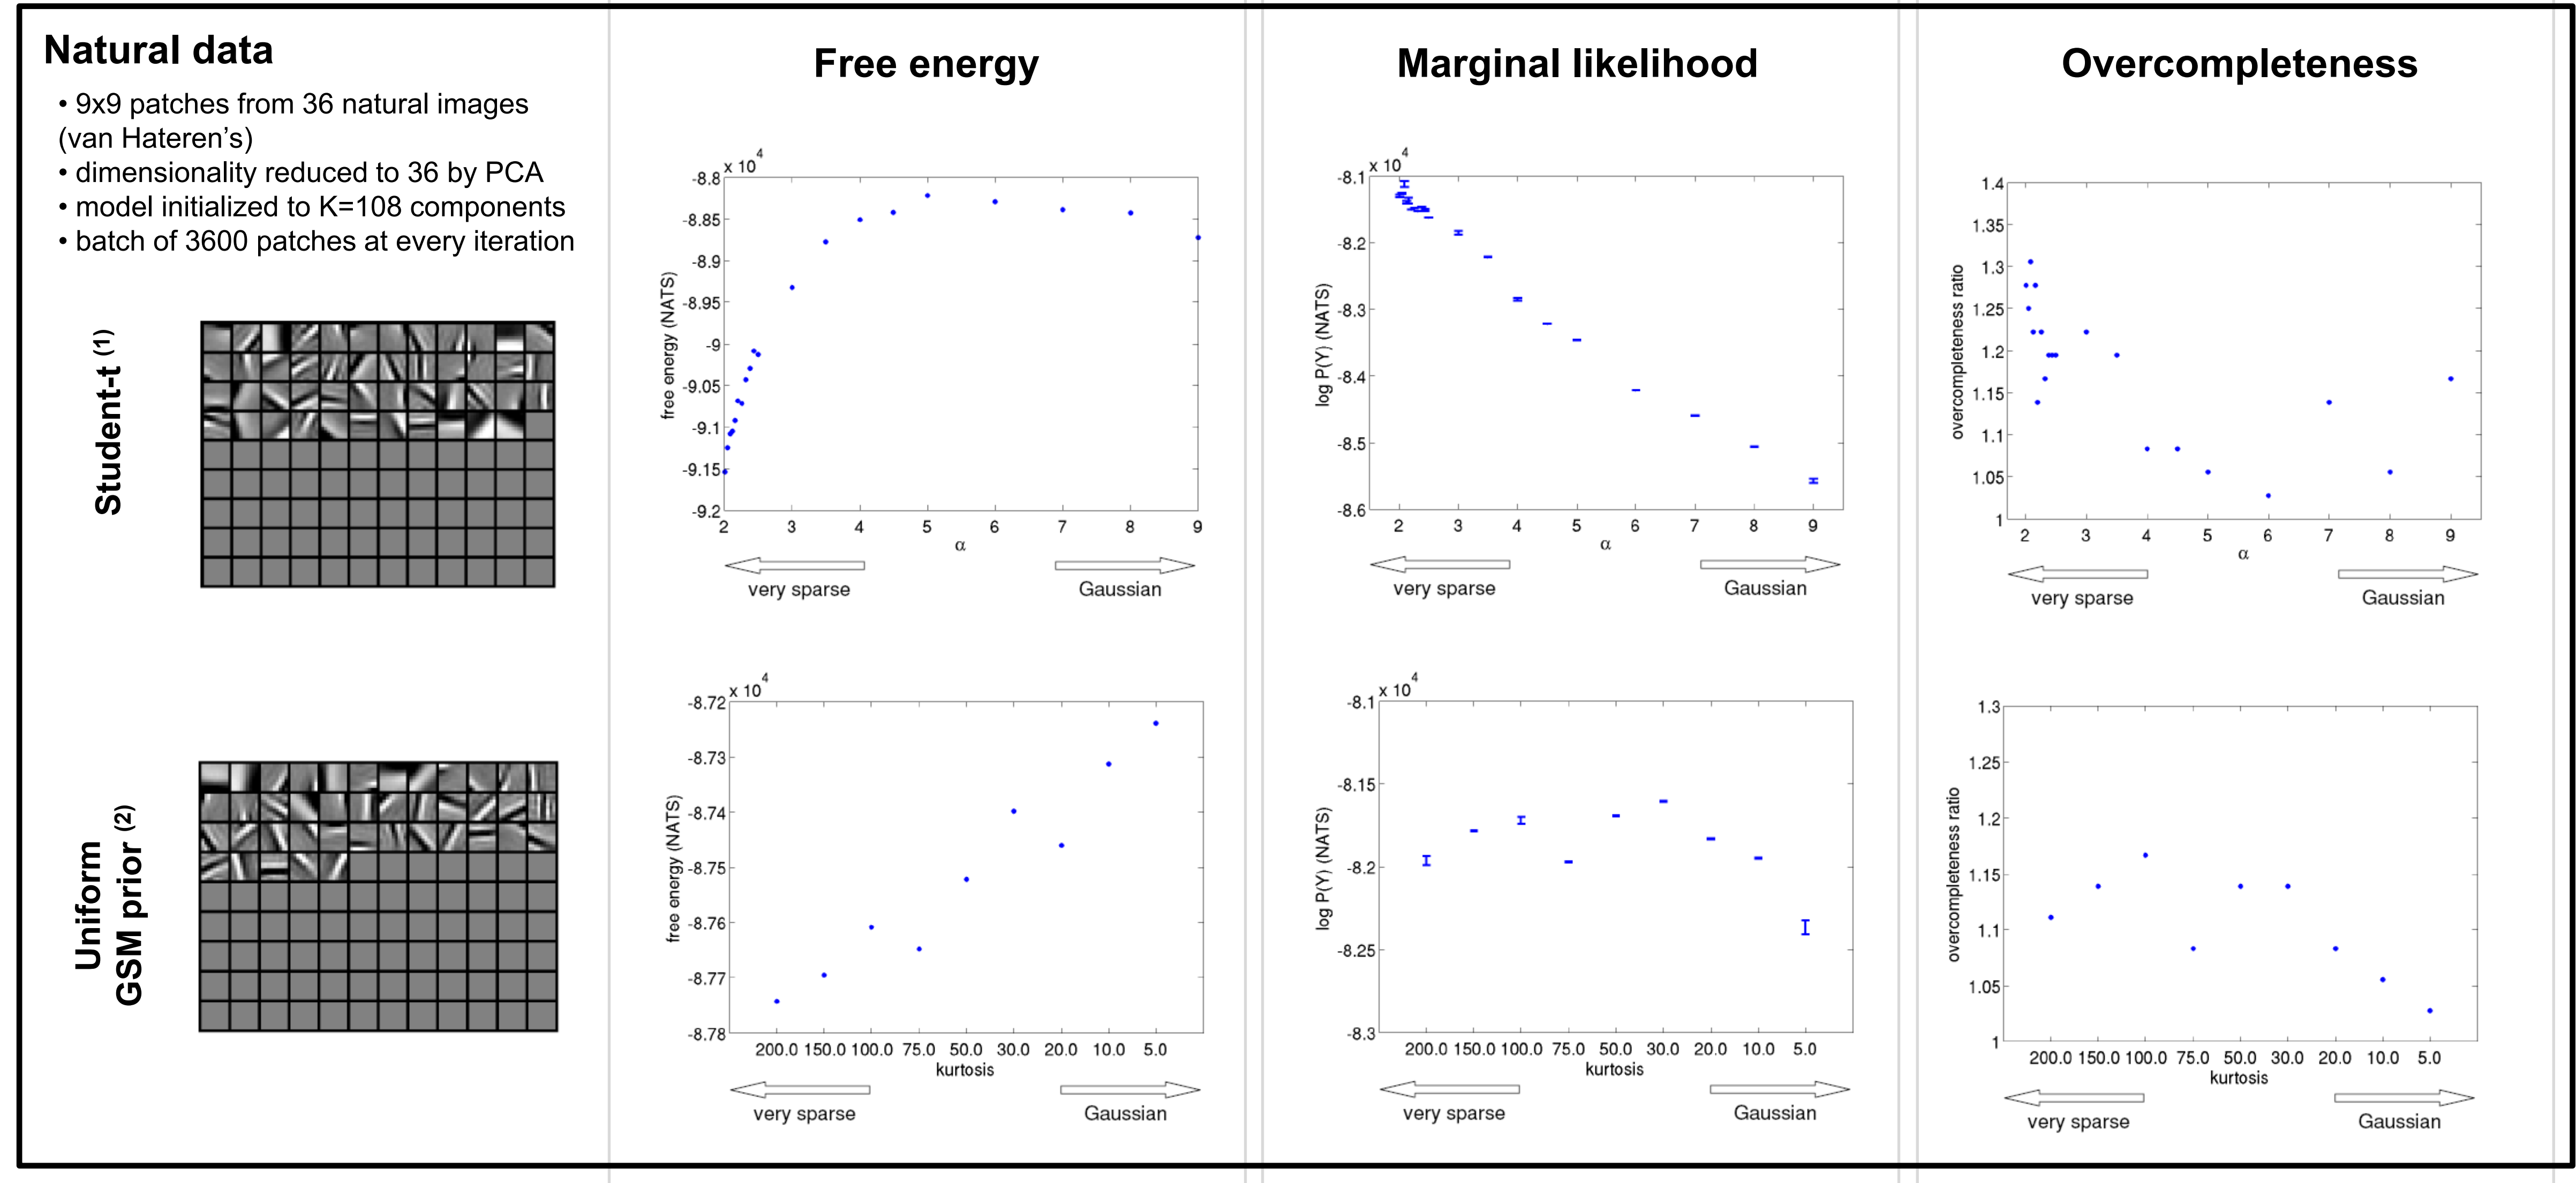 Natural data
• 9x9 patches from 36 natural images
(van Hateren's)
• dimensionality reduced to 36 by PCA
• model initialized to K=108 components
• batch of 3600 patches at every iteration
Free energy
Marginal likelihood
Overcompleteness
Student-t (1)
x 10^4
-8.8
-8.85
-8.9
-8.95
-9
-9.05
-9.1
-9.15
-9.2
free energy (NATS)
2 3 4 5 6 7 8 9
α
very sparse
Gaussian
x 10^4
-8.1
-8.2
-8.3
-8.4
-8.5
-8.6
log P(Y) (NATS)
2 3 4 5 6 7 8 9
α
very sparse
Gaussian
1.4
1.35
1.3
1.25
1.2
1.15
1.1
1.05
1
overcompleteness ratio
2 3 4 5 6 7 8 9
α
very sparse
Gaussian
Uniform
GSM prior (2)
x 10^4
-8.72
-8.73
-8.74
-8.75
-8.76
-8.77
-8.78
free energy (NATS)
200.0 150.0 100.0 75.0 50.0 30.0 20.0 10.0 5.0
kurtosis
very sparse
Gaussian
x 10^4
-8.1
-8.15
-8.2
-8.25
-8.3
log P(Y) (NATS)
200.0 150.0 100.0 75.0 50.0 30.0 20.0 10.0 5.0
kurtosis
very sparse
Gaussian
1.3
1.25
1.2
1.15
1.1
1.05
1
overcompleteness ratio
200.0 150.0 100.0 75.0 50.0 30.0 20.0 10.0 5.0
kurtosis
very sparse
Gaussian